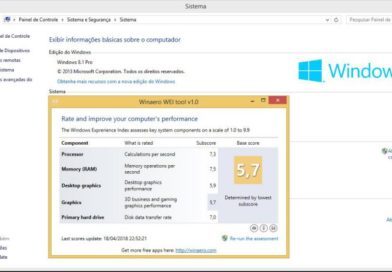 Sistema
Painel de Controle › Sistema e Segurança › Sistema
Painel de Controle
Exibir informações básicas sobre o computador
de Dispositivos
Edição do Windows
remotas
Windows 8.1 Pro
sistema
© 2013 Microsoft Corporation. Todos os direitos reservados.
avançadas do
Obtenha mais recursos com a nova edição do Windows
Window
Sistema
Winaero WEI tool v1.0
Rate and improve your computer's performance
The Windows Experience Index assesses key system components on a scale of 1.0 to 9.9
Component What is rated Subscore Base score
Processor Calculations per second 7,3
Memory (RAM) Memory operations per second 7,5
Desktop graphics Desktop graphics performance 5,9
Graphics 3D business and gaming graphics performance 5,7
Primary hard drive Disk data transfer rate 7,0
5,7
Determined by lowest subscore
Last scores update: 18/04/2018 22:52:21
Re-run the assessment
Get more free apps here: http://winaero.com